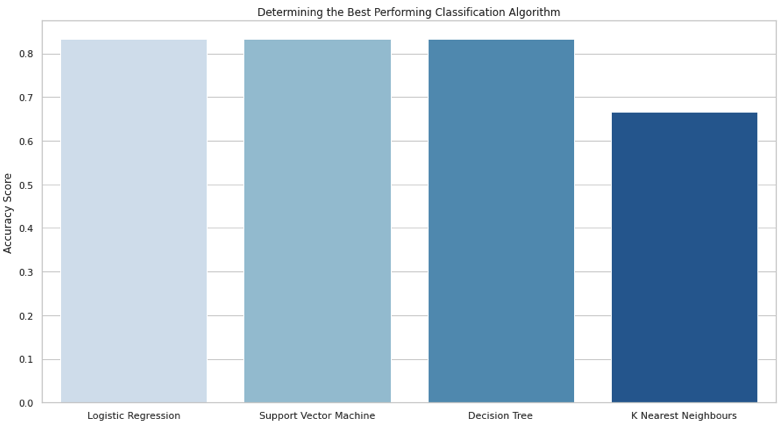 Determining the Best Performing Classification Algorithm
Accuracy Score
0.8
0.7
0.6
0.5
0.4
0.3
0.2
0.1
0.0
Logistic Regression
Support Vector Machine
Decision Tree
K Nearest Neighbours